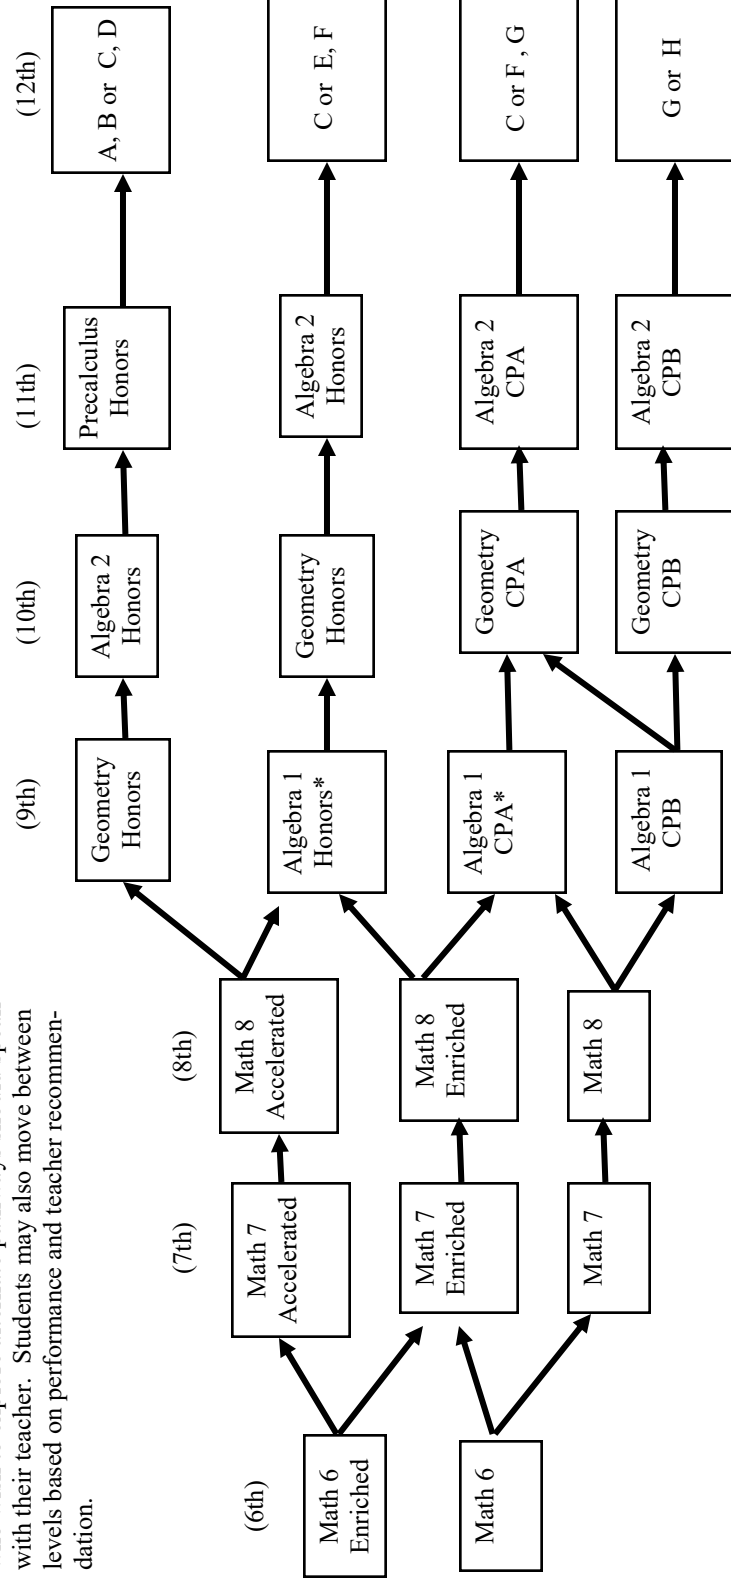 with their teacher. Students may also move between
levels based on performance and teacher recommen-
dation.
(6th)
(7th)
(8th)
(9th)
(10th)
(11th)
(12th)
Math 6
Enriched
Math 6
Math 7
Accelerated
Math 7
Enriched
Math 7
Math 8
Accelerated
Math 8
Enriched
Math 8
Geometry
Honors
Algebra 1
Honors*
Algebra 1
CPA*
Algebra 1
CPB
Algebra 2
Honors
Geometry
Honors
Geometry
CPA
Geometry
CPB
Precalculus
Honors
Algebra 2
Honors
Algebra 2
CPA
Algebra 2
CPB
A, B or C, D
C or E, F
C or F , G
G or H